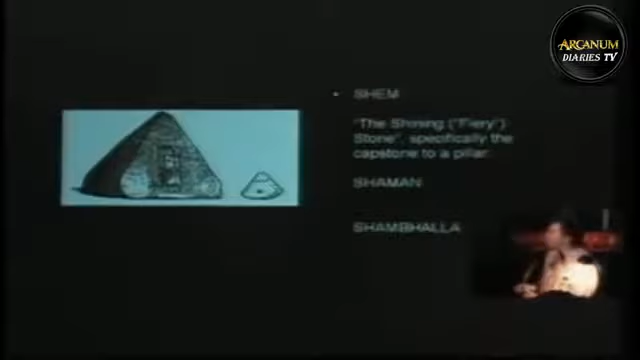 ARCANUM
DIARIES TV
SHEM
"The Shining ("Fiery")
Stone", specifically the
capstone to a pillar.
SHAMAN
SHAMBHALLA